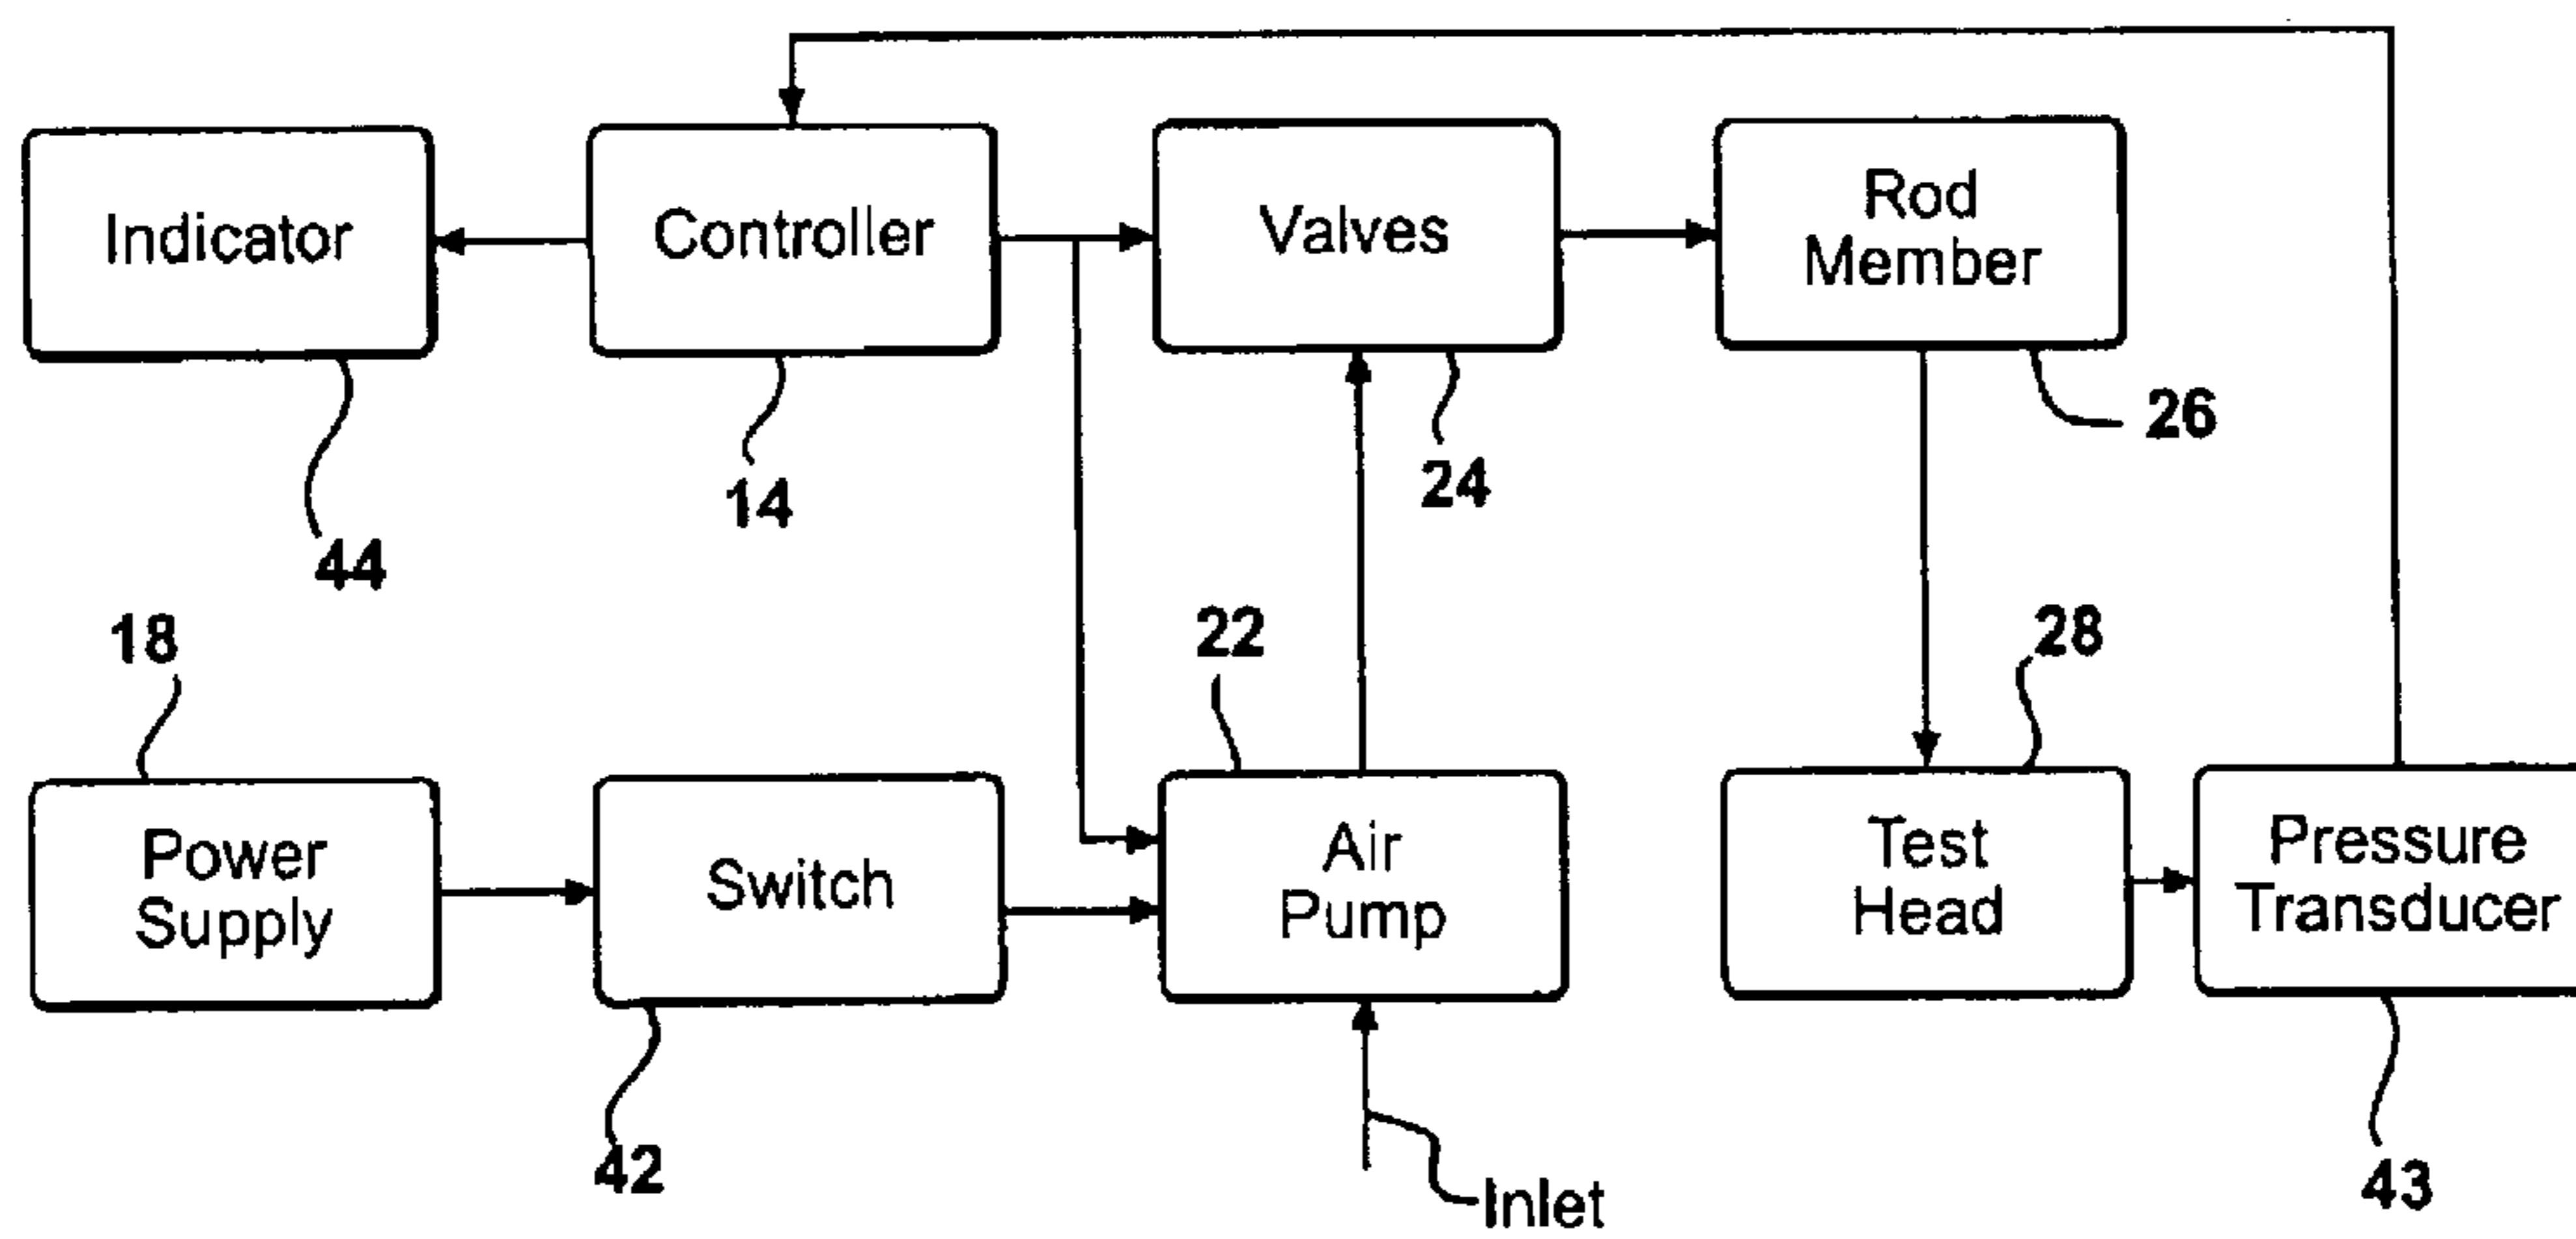 Indicator
Controller
Valves
Rod
Member
44
14
24
26
18
22
28
Power
Supply
Switch
Air
Pump
Test
Head
Pressure
Transducer
42
Inlet
43